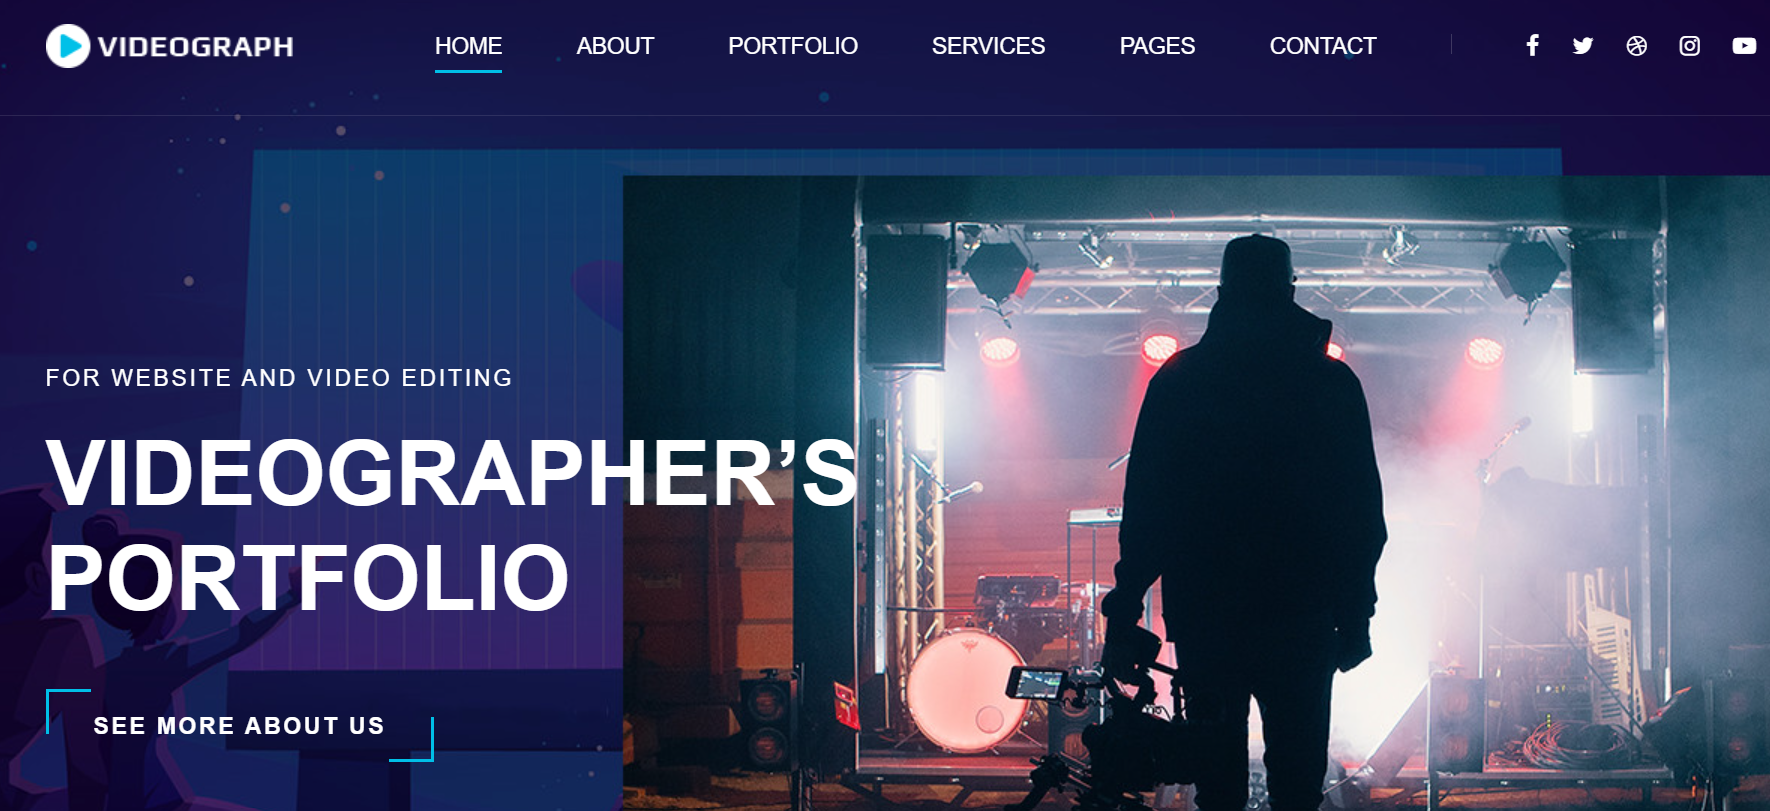 VIDEOGRAPH
HOME ABOUT PORTFOLIO SERVICES PAGES CONTACT
FOR WEBSITE AND VIDEO EDITING
VIDEOGRAPHER’S
PORTFOLIO
SEE MORE ABOUT US